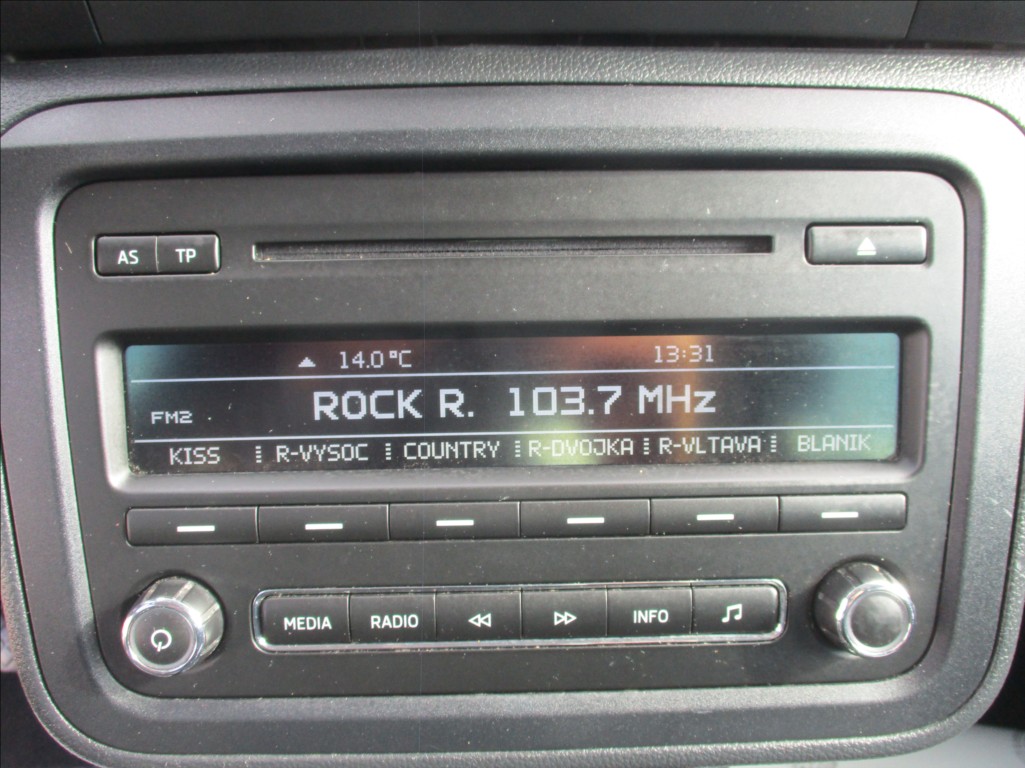 AS TP
14.0°C 13:31
ROCK R. 103.7 MHz
FM2
KISS R-VYSOC COUNTRY R-DVOJKA R-VLTAVA BLANIK
MEDIA RADIO INFO